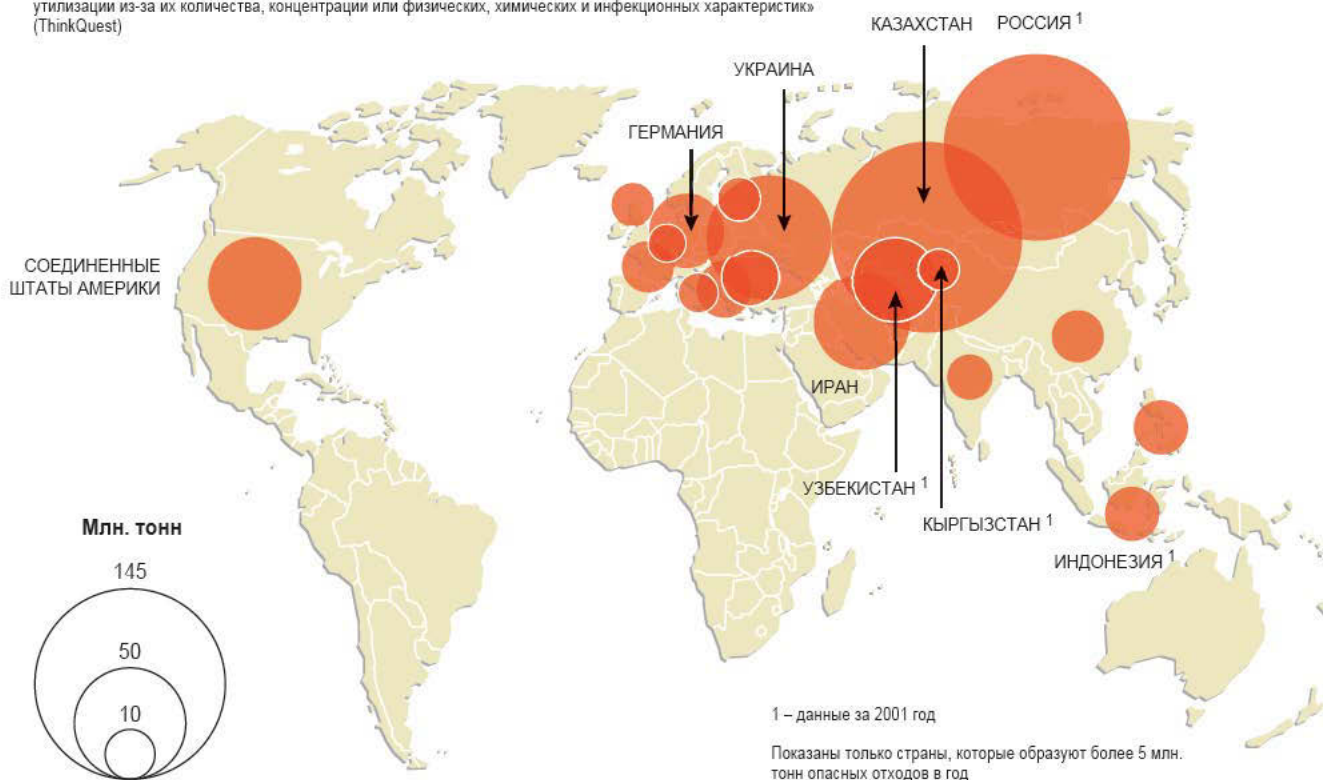 утилизации из-за их количества, концентрации или физических, химических и инфекционных характеристик»
(ThinkQuest)
КАЗАХСТАН
РОССИЯ 1
УКРАИНА
ГЕРМАНИЯ
СОЕДИНЕННЫЕ
ШТАТЫ АМЕРИКИ
ИРАН
УЗБЕКИСТАН 1
КЫРГЫЗСТАН 1
ИНДОНЕЗИЯ 1
Млн. тонн
145
50
10
1 – данные за 2001 год
Показаны только страны, которые образуют более 5 млн.
тонн опасных отходов в год